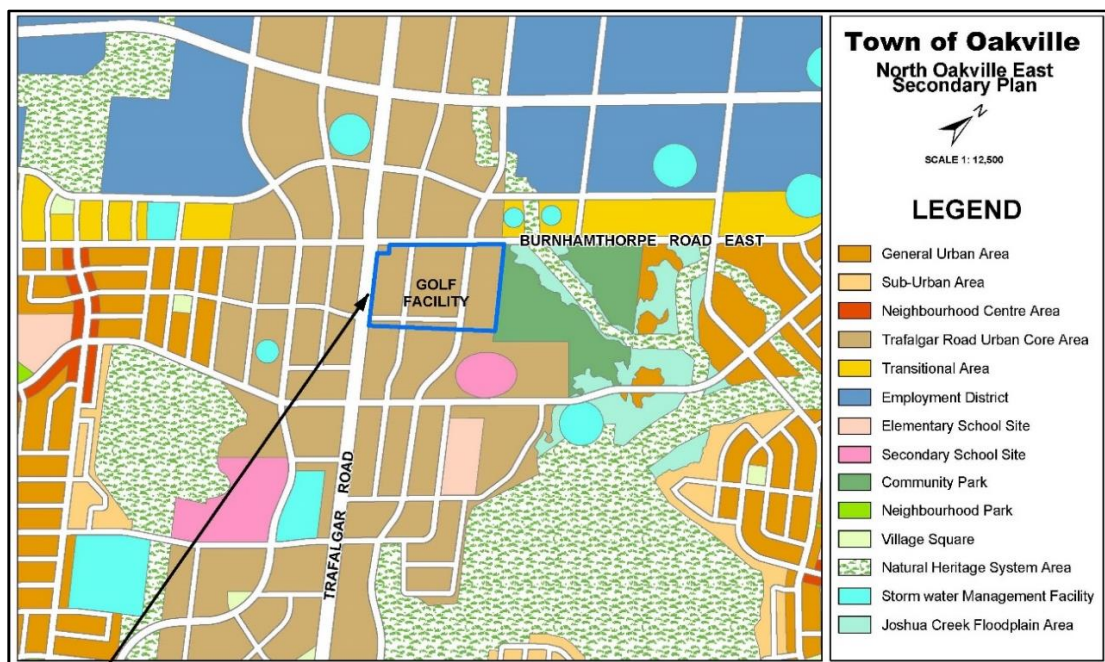 Town of Oakville
North Oakville East
Secondary Plan
N
SCALE 1: 12,500
LEGEND
General Urban Area
Sub-Urban Area
Neighbourhood Centre Area
Trafalgar Road Urban Core Area
Transitional Area
Employment District
Elementary School Site
Secondary School Site
Community Park
Neighbourhood Park
Village Square
Natural Heritage System Area
Storm water Management Facility
Joshua Creek Floodplain Area
BURNHAMTHORPE ROAD EAST
GOLF
FACILITY
TRAFALGAR ROAD